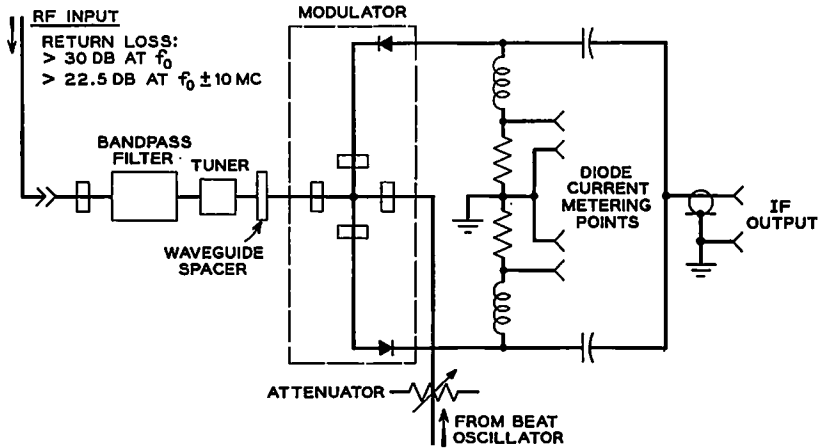 RF INPUT
RETURN LOSS:
> 30 DB AT f₀
> 22.5 DB AT f₀ ± 10 MC
MODULATOR
BANDPASS
FILTER
TUNER
WAVEGUIDE
SPACER
DIODE
CURRENT
METERING
POINTS
IF
OUTPUT
ATTENUATOR
FROM BEAT
OSCILLATOR